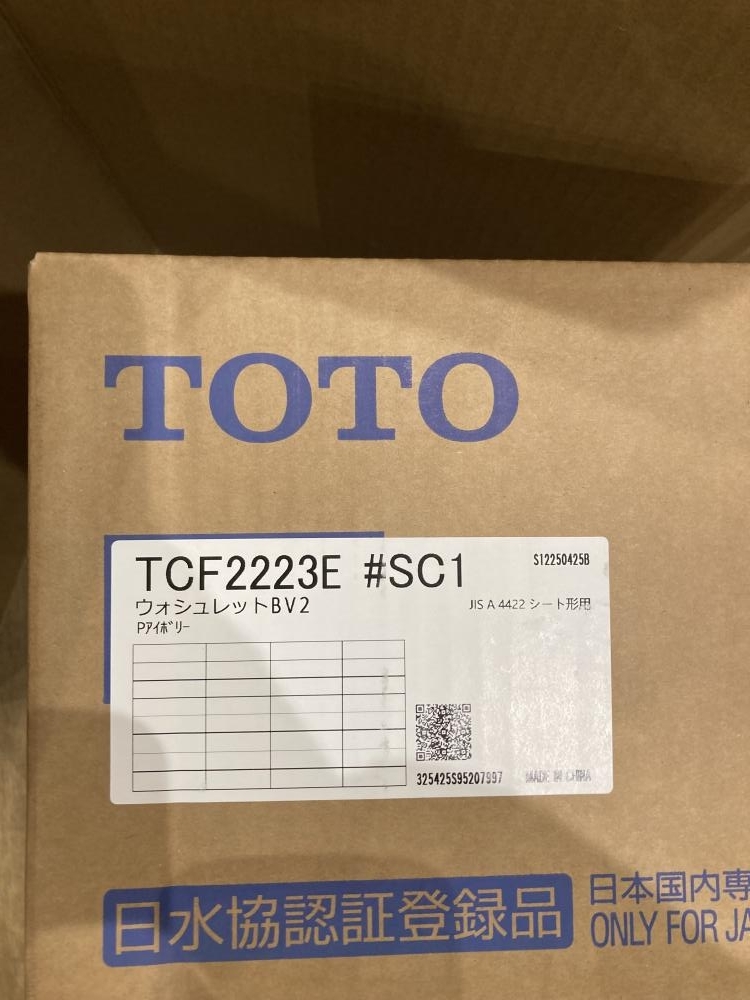 TOTO
TCF2223E #SC1
S12250425B
ウォシュレットBV2
JIS A 4422 シート形用
Pｱｲﾎﾞﾘｰ
325425S95207997
MADE IN CHINA
日水協認証登録品
日本国内専
ONLY FOR JA